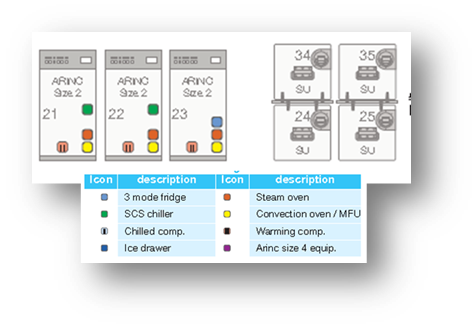 34 35
ARINC ARINC ARINC
Size 2 Size 2 Size 2
SU SU
21 22 23
24 25
SU SU
Icon description Icon description
3 mode fridge Steam oven
SCS chiller Convection oven / MFU
Chilled comp. Warming comp.
Ice drawer Arinc size 4 equip.